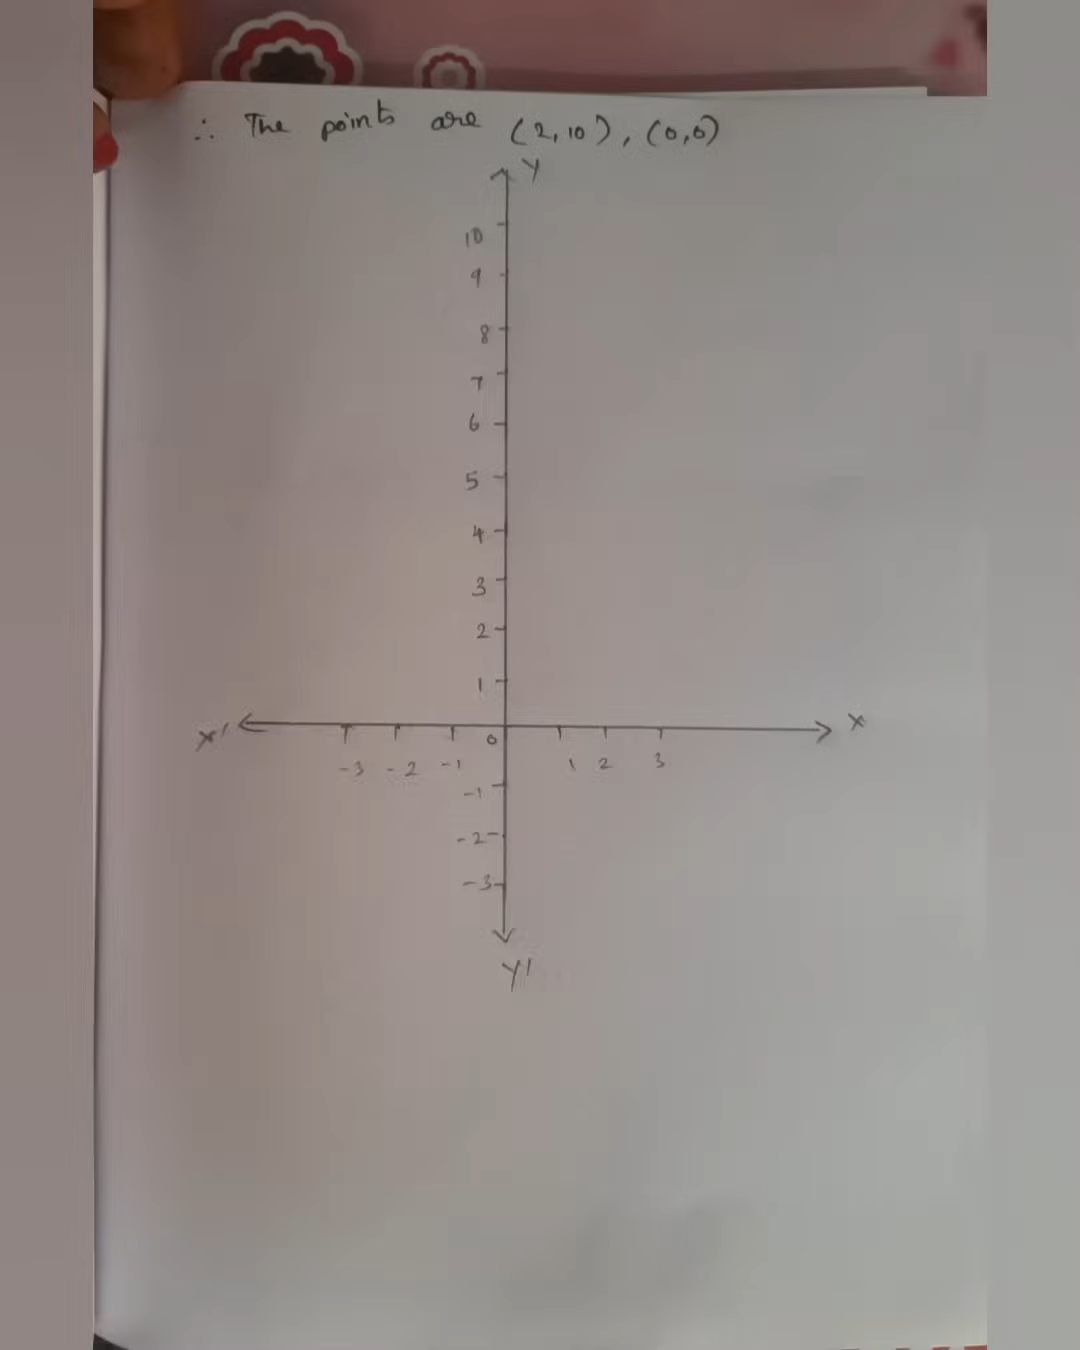 ∴ The points are (2,10), (0,0)
Y
10
9
8
7
6
5
4
3
2
1
X' X
0
-3 -2 -1 1 2 3
-1
-2
-3
Y'